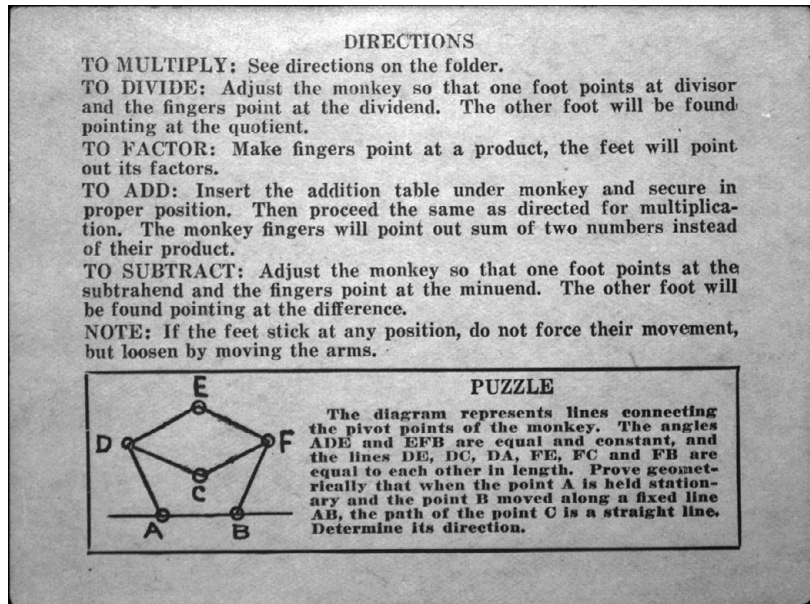 DIRECTIONS
TO MULTIPLY: See directions on the folder.
TO DIVIDE: Adjust the monkey so that one foot points at divisor
and the fingers point at the dividend. The other foot will be found
pointing at the quotient.
TO FACTOR: Make fingers point at a product, the feet will point
out its factors.
TO ADD: Insert the addition table under monkey and secure in
proper position. Then proceed the same as directed for multiplica-
tion. The monkey fingers will point out sum of two numbers instead
of their product.
TO SUBTRACT: Adjust the monkey so that one foot points at the
subtrahend and the fingers point at the minuend. The other foot will
be found pointing at the difference.
NOTE: If the feet stick at any position, do not force their movement,
but loosen by moving the arms.
E
D
F
C
A
B
PUZZLE
The diagram represents lines connecting
the pivot points of the monkey. The angles
ADE and EFB are equal and constant, and
the lines DE, DC, DA, FE, FC and FB are
equal to each other in length. Prove geomet-
rically that when the point A is held station-
ary and the point B moved along a fixed line
AB, the path of the point C is a straight line.
Determine its direction.